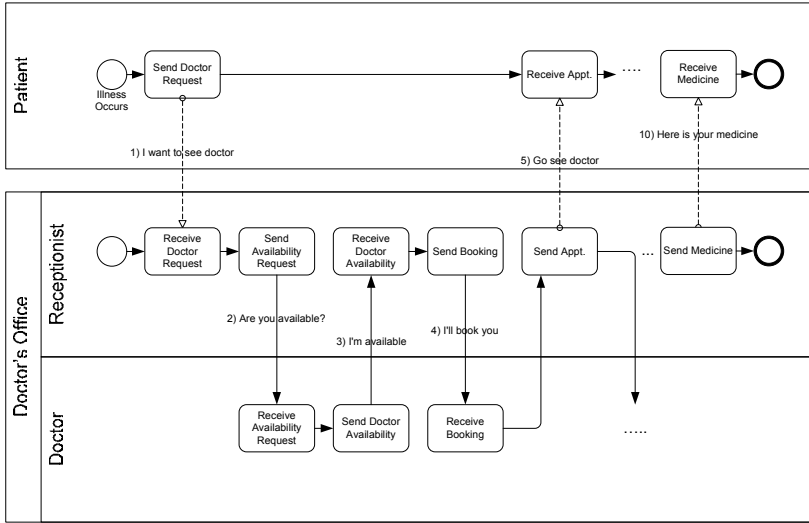 Patient
Illness
Occurs
Send Doctor
Request
1) I want to see doctor
Receive Appt.
....
5) Go see doctor
Receive
Medicine
10) Here is your medicine
Doctor's Office
Receptionist
Receive
Doctor
Request
Send
Availability
Request
Receive
Doctor
Availability
Send Booking
Send Appt.
...
Send Medicine
2) Are you available?
3) I'm available
4) I'll book you
Doctor
Receive
Availability
Request
Send Doctor
Availability
Receive
Booking
.....